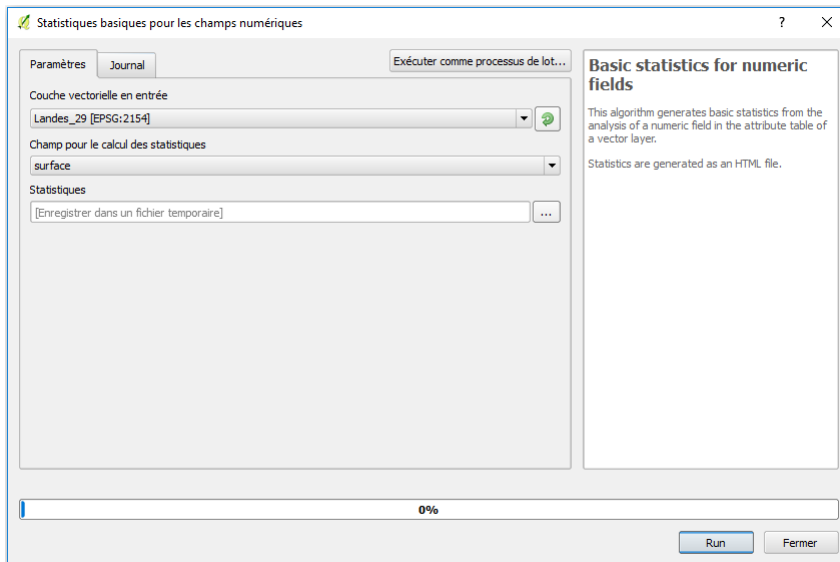 Statistiques basiques pour les champs numériques
?
Paramètres
Journal
Exécuter comme processus de lot...
Couche vectorielle en entrée
Landes_29 [EPSG:2154]
Champ pour le calcul des statistiques
surface
Statistiques
[Enregistrer dans un fichier temporaire]
...
Basic statistics for numeric
fields
This algorithm generates basic statistics from the
analysis of a numeric field in the attribute table of
a vector layer.
Statistics are generated as an HTML file.
0%
Run
Fermer